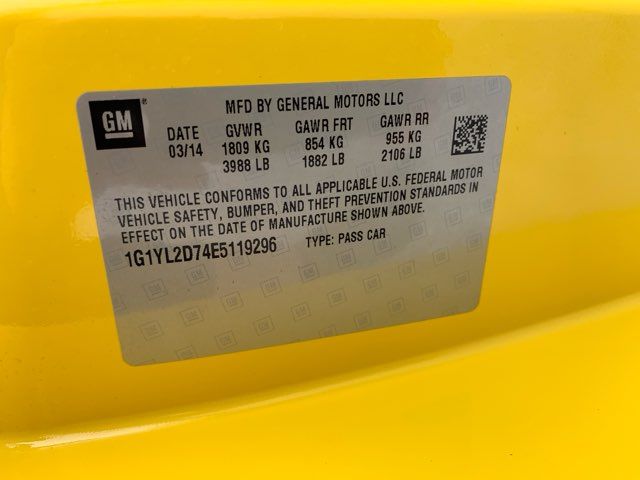 GM
MFD BY GENERAL MOTORS LLC
DATE GVWR GAWR FRT GAWR RR
03/14 1809 KG 854 KG 955 KG
3988 LB 1882 LB 2106 LB
THIS VEHICLE CONFORMS TO ALL APPLICABLE U.S. FEDERAL MOTOR
VEHICLE SAFETY, BUMPER, AND THEFT PREVENTION STANDARDS IN
EFFECT ON THE DATE OF MANUFACTURE SHOWN ABOVE.
1G1YL2D74E5119296 TYPE: PASS CAR